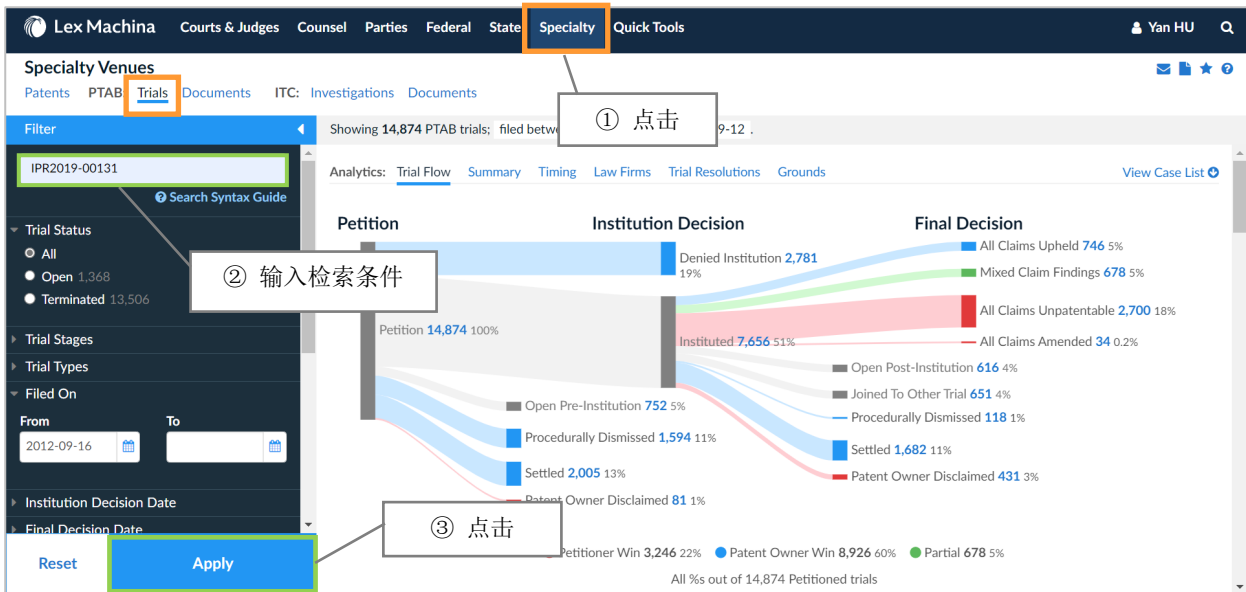 Lex Machina Courts & Judges Counsel Parties Federal State Specialty Quick Tools Yan HU
Specialty Venues
Patents PTAB Trials Documents ITC: Investigations Documents
① 点击
Filter
Showing 14,874 PTAB trials; filed betw 9-12 .
IPR2019-00131
Search Syntax Guide
Analytics: Trial Flow Summary Timing Law Firms Trial Resolutions Grounds View Case List
② 输入检索条件
Trial Status
All
Open 1,368
Terminated 13,506
Trial Stages
Trial Types
Filed On
From To
2012-09-16
Institution Decision Date
Final Decision Date
Reset Apply
③ 点击
Petition Institution Decision Final Decision
Denied Institution 2,781
19%
All Claims Upheld 746 5%
Mixed Claim Findings 678 5%
All Claims Unpatentable 2,700 18%
Petition 14,874 100%
Instituted 7,656 51%
All Claims Amended 34 0.2%
Open Post-Institution 616 4%
Joined To Other Trial 651 4%
Open Pre-Institution 752 5%
Procedurally Dismissed 118 1%
Procedurally Dismissed 1,594 11%
Settled 1,682 11%
Settled 2,005 13%
Patent Owner Disclaimed 431 3%
Patent Owner Disclaimed 81 1%
Petitioner Win 3,246 22% Patent Owner Win 8,926 60% Partial 678 5%
All %s out of 14,874 Petitioned trials